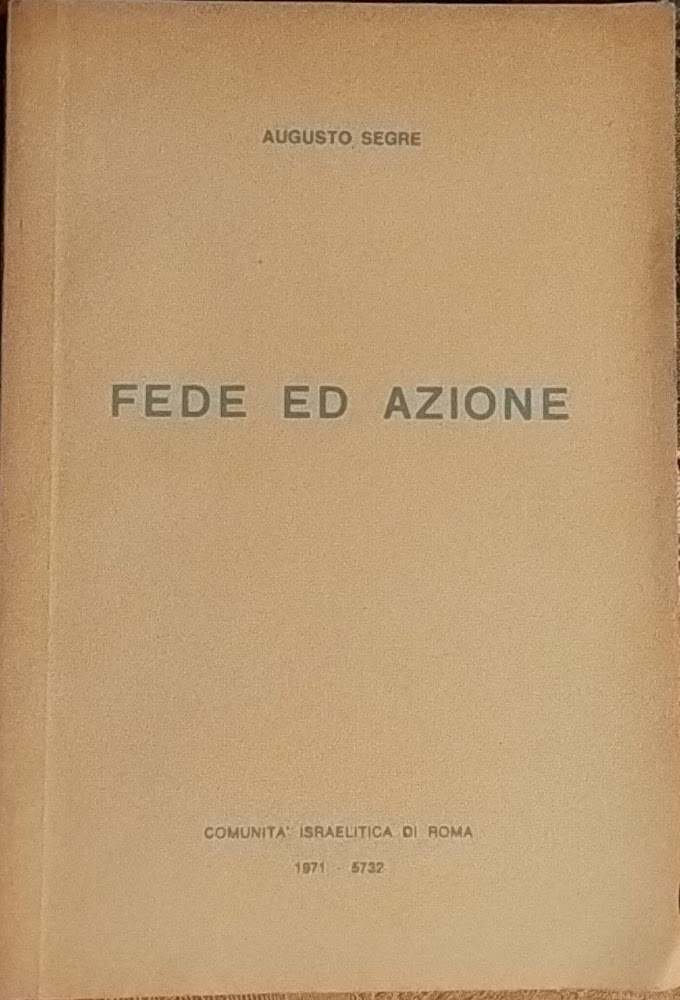 AUGUSTO SEGRE
FEDE ED AZIONE
COMUNITA' ISRAELITICA DI ROMA
1971 - 5732